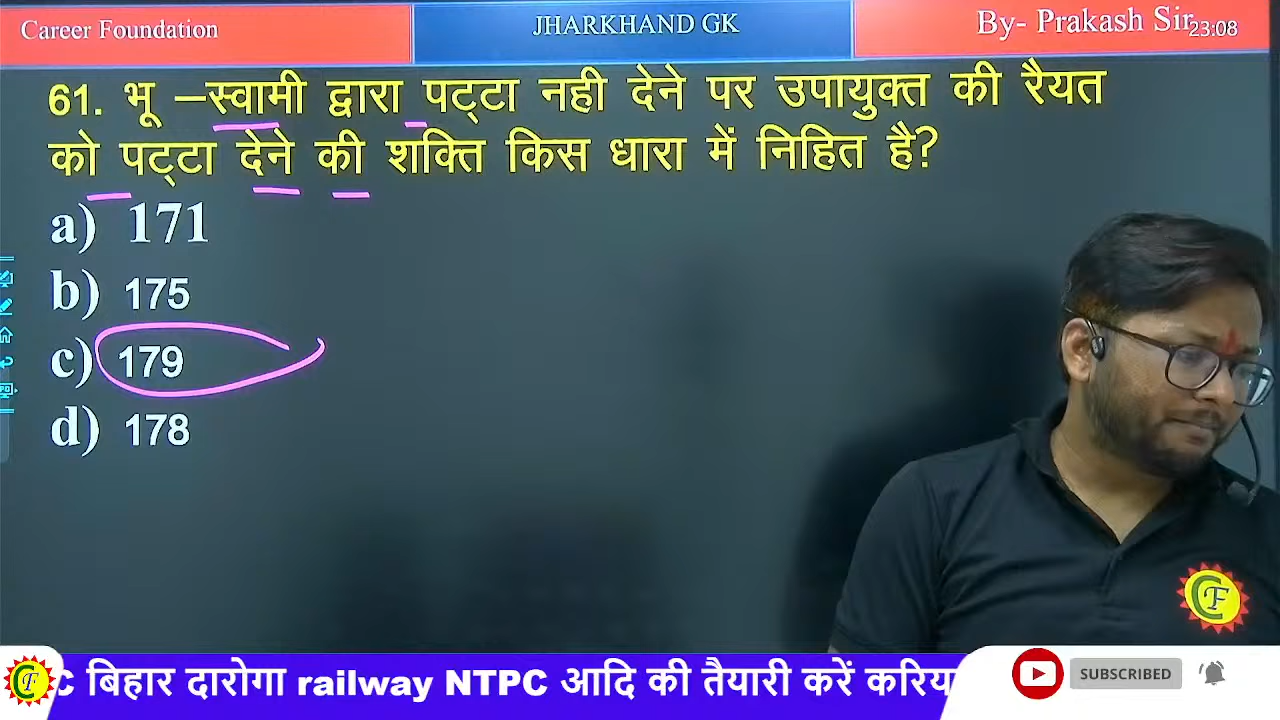 Career Foundation
JHARKHAND GK
By- Prakash Sir
23:08
61. भू –स्वामी द्वारा पट्टा नही देने पर उपायुक्त की रैयत
को पट्टा देने की शक्ति किस धारा में निहित है?
a) 171
b) 175
c) 179
d) 178
C बिहार दारोगा railway NTPC आदि की तैयारी करें करिय
SUBSCRIBED